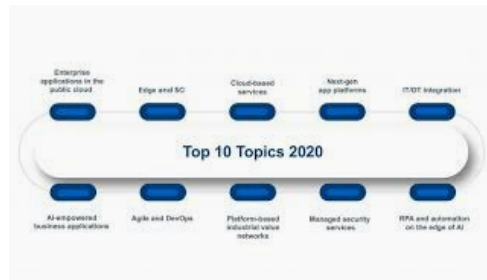 Enterprise
applications in the
public cloud
Edge and 5G
Cloud-based
services
Next-gen
app platforms
IT/OT integration
Top 10 Topics 2020
AI-empowered
business applications
Agile and DevOps
Platform-based
industrial value
networks
Managed security
services
RPA and automation
on the edge of AI